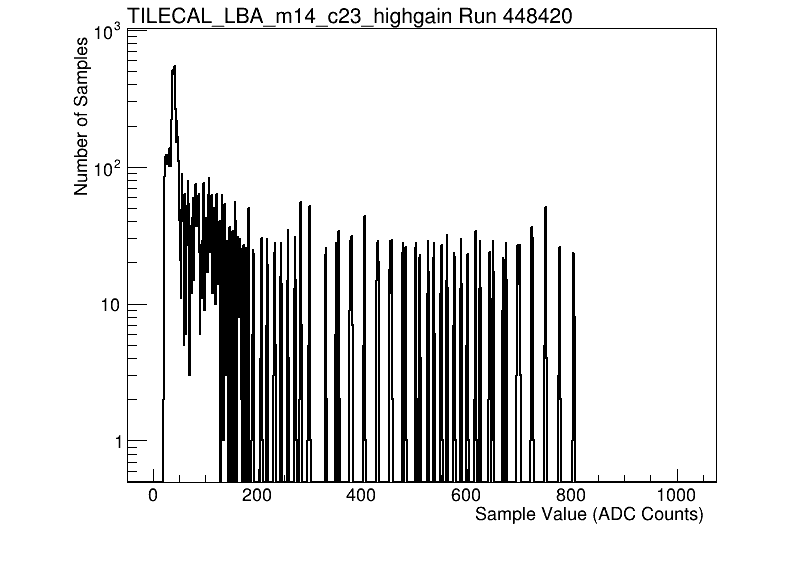 TILECAL_LBA_m14_c23_highgain Run 448420
Number of Samples
10³
10²
10
1
0 200 400 600 800 1000
Sample Value (ADC Counts)